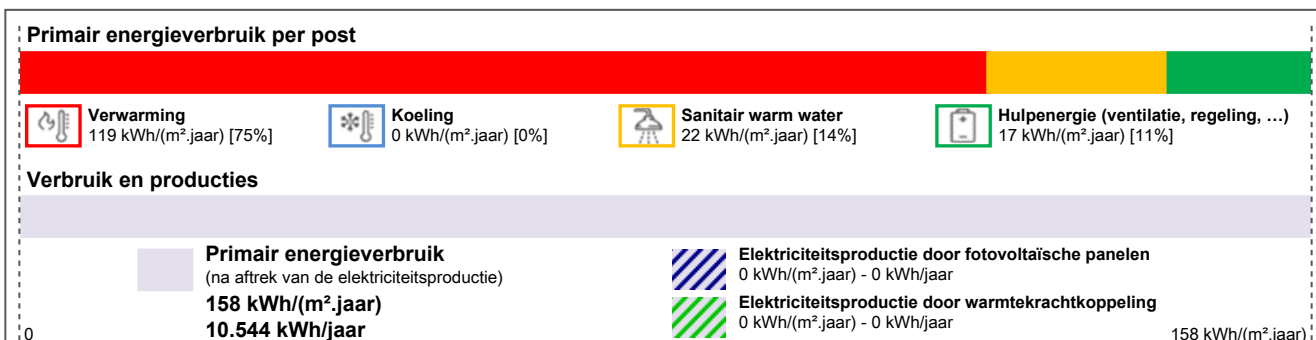 Primair energieverbruik per post
Verwarming
119 kWh/(m².jaar) [75%]
Koeling
0 kWh/(m².jaar) [0%]
Sanitair warm water
22 kWh/(m².jaar) [14%]
Hulpenergie (ventilatie, regeling, …)
17 kWh/(m².jaar) [11%]
Verbruik en producties
Primair energieverbruik
(na aftrek van de elektriciteitsproductie)
158 kWh/(m².jaar)
10.544 kWh/jaar
Elektriciteitsproductie door fotovoltaïsche panelen
0 kWh/(m².jaar) - 0 kWh/jaar
Elektriciteitsproductie door warmtekrachtkoppeling
0 kWh/(m².jaar) - 0 kWh/jaar
0
158 kWh/(m².jaar)